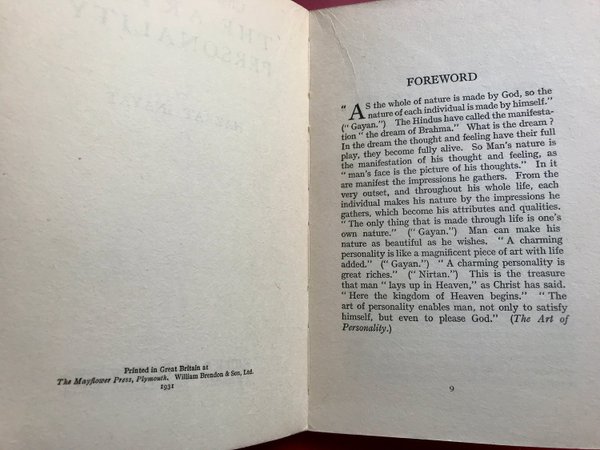 Printed in Great Britain at
The Mayflower Press, Plymouth. William Brendon & Son, Ltd.
1931
FOREWORD
“AS the whole of nature is made by God, so the
nature of each individual is made by himself.”
(“Gayan.”) The Hindus have called the manifesta-
tion “the dream of Brahma.” What is the dream?
In the dream the thought and feeling have their full
play, they become fully alive. So Man's nature is
the manifestation of his thought and feeling, as
“man's face is the picture of his thoughts.” In it
are manifest the impressions he gathers. From the
very outset, and throughout his whole life, each
individual makes his nature by the impressions he
gathers, which become his attributes and qualities.
“The only thing that is made through life is one's
own nature.” (“Gayan.”) Man can make his
nature as beautiful as he wishes. “A charming
personality is like a magnificent piece of art with life
added.” (“Gayan.”) “A charming personality is
great riches.” (“Nirtan.”) This is the treasure
that man “lays up in Heaven,” as Christ has said.
“Here the kingdom of Heaven begins.” “The
art of personality enables man, not only to satisfy
himself, but even to please God.” (The Art of
Personality.)
9